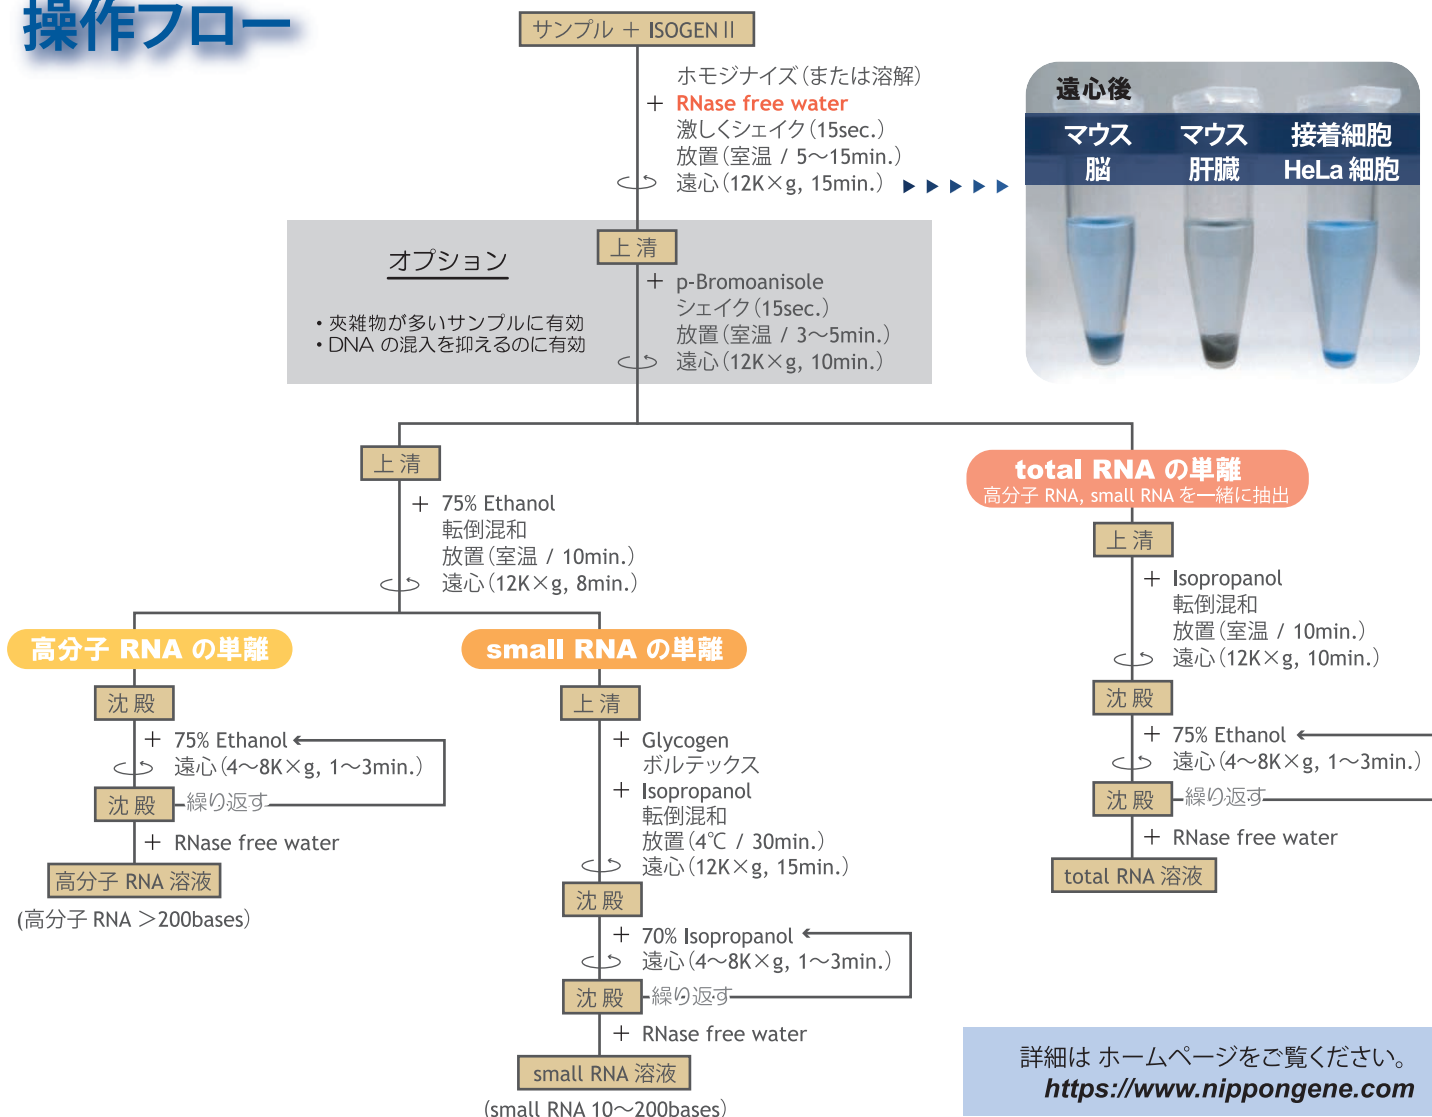 操作フロー
サンプル + ISOGEN II
ホモジナイズ(または溶解)
+ RNase free water
激しくシェイク(15sec.)
放置(室温 / 5~15min.)
遠心(12K×g, 15min.)
遠心後
マウス
脳
マウス
肝臓
接着細胞
HeLa 細胞
オプション
・夾雑物が多いサンプルに有効
・DNA の混入を抑えるのに有効
上清
+ p-Bromoanisole
シェイク(15sec.)
放置(室温 / 3~5min.)
遠心(12K×g, 10min.)
上清
+ 75% Ethanol
転倒混和
放置(室温 / 10min.)
遠心(12K×g, 8min.)
高分子 RNA の単離
沈殿
+ 75% Ethanol
遠心(4~8K×g, 1~3min.)
沈殿 繰り返す
+ RNase free water
高分子 RNA 溶液
(高分子 RNA >200bases)
small RNA の単離
上清
+ Glycogen
ボルテックス
+ Isopropanol
転倒混和
放置(4℃ / 30min.)
遠心(12K×g, 15min.)
沈殿
+ 70% Isopropanol
遠心(4~8K×g, 1~3min.)
沈殿 繰り返す
+ RNase free water
small RNA 溶液
(small RNA 10~200bases)
total RNA の単離
高分子 RNA, small RNA を一緒に抽出
上清
+ Isopropanol
転倒混和
放置(室温 / 10min.)
遠心(12K×g, 10min.)
沈殿
+ 75% Ethanol
遠心(4~8K×g, 1~3min.)
沈殿 繰り返す
+ RNase free water
total RNA 溶液
詳細は ホームページをご覧ください。
https://www.nippongene.com